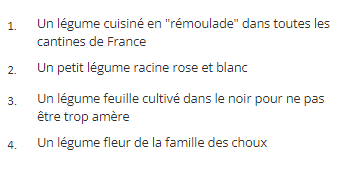 1. Un légume cuisiné en "rémoulade" dans toutes les
cantines de France
2. Un petit légume racine rose et blanc
3. Un légume feuille cultivé dans le noir pour ne pas
être trop amère
4. Un légume fleur de la famille des choux